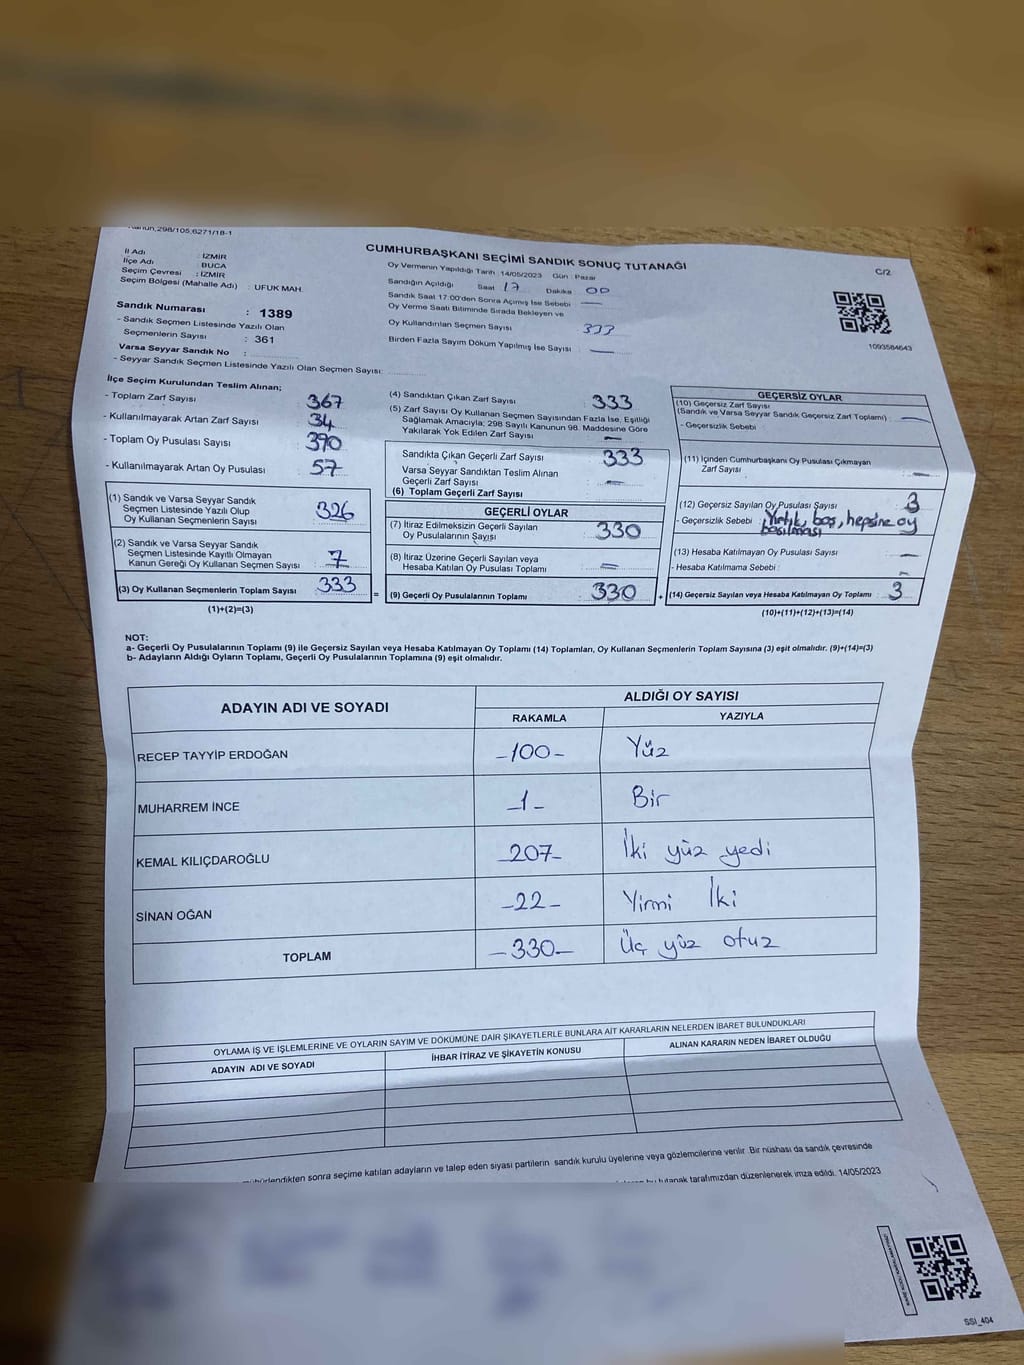 Kanun,298/105,6271/18-1
CUMHURBAŞKANI SEÇİMİ SANDIK SONUÇ TUTANAĞI
C/2
İl Adı : İZMİR
İlçe Adı : BUCA
Seçim Çevresi : İZMİR
Seçim Bölgesi (Mahalle Adı) : UFUK MAH.
Oy Vermenin Yapıldığı Tarih : 14/05/2023 Gün : Pazar
Sandığın Açıldığı Saat 17 Dakika 00
Sandık Saat 17:00'den Sonra Açılmış İse Sebebi —
Oy Verme Saati Bitiminde Sırada Bekleyen ve
Oy Kullandırılan Seçmen Sayısı 333
Birden Fazla Sayım Döküm Yapılmış İse Sayısı : —
1093584643
Sandık Numarası : 1389
- Sandık Seçmen Listesinde Yazılı Olan
Seçmenlerin Sayısı : 361
Varsa Seyyar Sandık No :
- Seyyar Sandık Seçmen Listesinde Yazılı Olan Seçmen Sayısı:
İlçe Seçim Kurulundan Teslim Alınan;
- Toplam Zarf Sayısı : 367
- Kullanılmayarak Artan Zarf Sayısı : 34
- Toplam Oy Pusulası Sayısı : 390
- Kullanılmayarak Artan Oy Pusulası : 57
(1) Sandık ve Varsa Seyyar Sandık
Seçmen Listesinde Yazılı Olup
Oy Kullanan Seçmenlerin Sayısı : 326
(2) Sandık ve Varsa Seyyar Sandık
Seçmen Listesinde Kayıtlı Olmayan
Kanun Gereği Oy Kullanan Seçmen Sayısı : 7
(3) Oy Kullanan Seçmenlerin Toplam Sayısı : 333
(1)+(2)=(3)
=
(4) Sandıktan Çıkan Zarf Sayısı : 333
(5) Zarf Sayısı Oy Kullanan Seçmen Sayısından Fazla İse, Eşitliği
Sağlamak Amacıyla; 298 Sayılı Kanunun 98. Maddesine Göre
Yakılarak Yok Edilen Zarf Sayısı : —
Sandıkta Çıkan Geçerli Zarf Sayısı : 333
Varsa Seyyar Sandıktan Teslim Alınan
Geçerli Zarf Sayısı : —
(6) Toplam Geçerli Zarf Sayısı
GEÇERLİ OYLAR
(7) İtiraz Edilmeksizin Geçerli Sayılan
Oy Pusulalarının Sayısı : 330
(8) İtiraz Üzerine Geçerli Sayılan veya
Hesaba Katılan Oy Pusulası Toplamı : —
(9) Geçerli Oy Pusulalarının Toplamı : 330
+
GEÇERSİZ OYLAR
(10) Geçersiz Zarf Sayısı
(Sandık ve Varsa Seyyar Sandık Geçersiz Zarf Toplamı) : —
- Geçersizlik Sebebi :
(11) İçinden Cumhurbaşkanı Oy Pusulası Çıkmayan
Zarf Sayısı : —
(12) Geçersiz Sayılan Oy Pusulası Sayısı : 3
- Geçersizlik Sebebi : Yırtık, boş, hepsine oy
basılması
(13) Hesaba Katılmayan Oy Pusulası Sayısı : —
- Hesaba Katılmama Sebebi : —
(14) Geçersiz Sayılan veya Hesaba Katılmayan Oy Toplamı : 3
(10)+(11)+(12)+(13)=(14)
NOT:
a- Geçerli Oy Pusulalarının Toplamı (9) ile Geçersiz Sayılan veya Hesaba Katılmayan Oy Toplamı (14) Toplamları, Oy Kullanan Seçmenlerin Toplam Sayısına (3) eşit olmalıdır. (9)+(14)=(3)
b- Adayların Aldığı Oyların Toplamı, Geçerli Oy Pusulalarının Toplamına (9) eşit olmalıdır.
ADAYIN ADI VE SOYADI
ALDIĞI OY SAYISI
RAKAMLA YAZIYLA
RECEP TAYYİP ERDOĞAN -100- Yüz
MUHARREM İNCE -1- Bir
KEMAL KILIÇDAROĞLU -207- İki yüz yedi
SİNAN OĞAN -22- Yirmi İki
TOPLAM -330- Üç yüz otuz
OYLAMA İŞ VE İŞLEMLERİNE VE OYLARIN SAYIM VE DÖKÜMÜNE DAİR ŞİKAYETLERLE BUNLARA AİT KARARLARIN NELERDEN İBARET BULUNDUKLARI
ADAYIN ADI VE SOYADI İHBAR İTİRAZ VE ŞİKAYETİN KONUSU ALINAN KARARIN NEDEN İBARET OLDUĞU
mühürlendikten sonra seçime katılan adayların ve talep eden siyasi partilerin sandık kurulu üyelerine veya gözlemcilerine verilir. Bir nüshası da sandık çevresinde
bu tutanak tarafımızdan düzenlenerek imza edildi. 14/05/2023
SSI_404